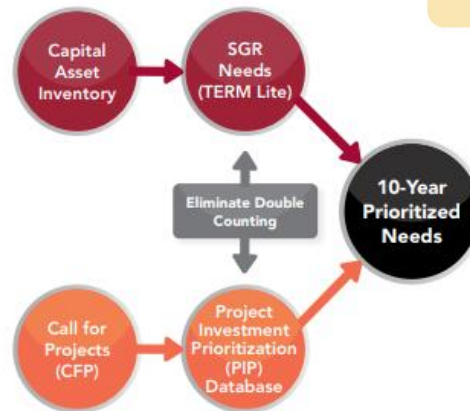 Capital
Asset
Inventory
SGR
Needs
(TERM Lite)
Eliminate Double
Counting
10-Year
Prioritized
Needs
Call for
Projects
(CFP)
Project
Investment
Prioritization
(PIP)
Database